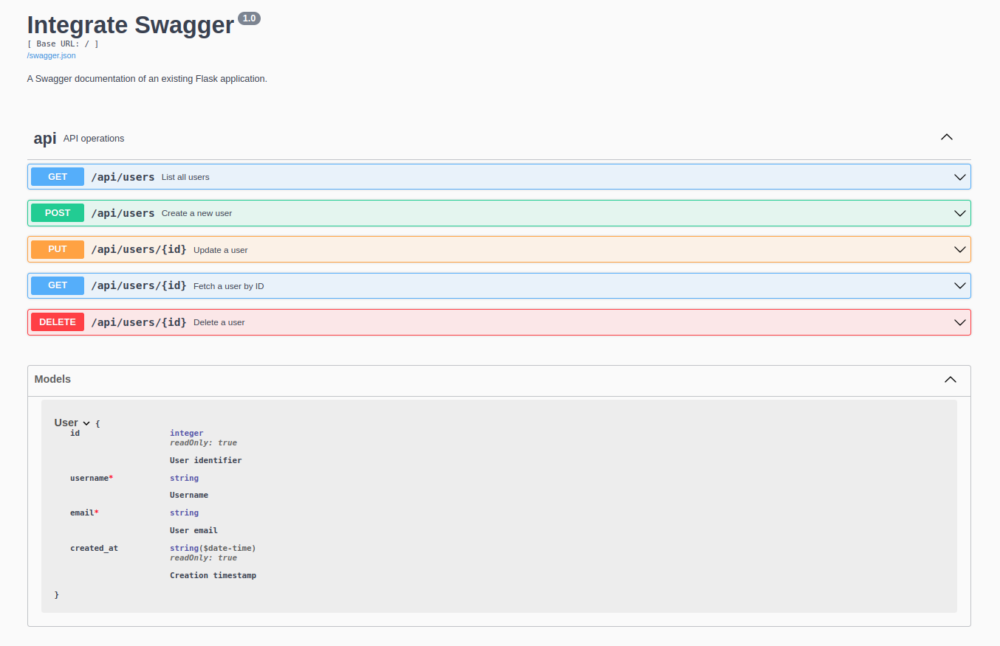 Integrate Swagger 1.0
[ Base URL: / ]
/swagger.json
A Swagger documentation of an existing Flask application.
api API operations
GET /api/users List all users
POST /api/users Create a new user
PUT /api/users/{id} Update a user
GET /api/users/{id} Fetch a user by ID
DELETE /api/users/{id} Delete a user
Models
User {
id integer
readOnly: true
User identifier
username* string
Username
email* string
User email
created_at string($date-time)
readOnly: true
Creation timestamp
}